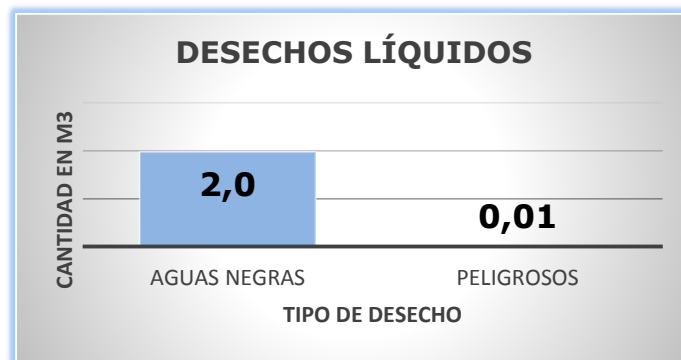 DESECHOS LÍQUIDOS
CANTIDAD EN M3
2,0
0,01
AGUAS NEGRAS
PELIGROSOS
TIPO DE DESECHO